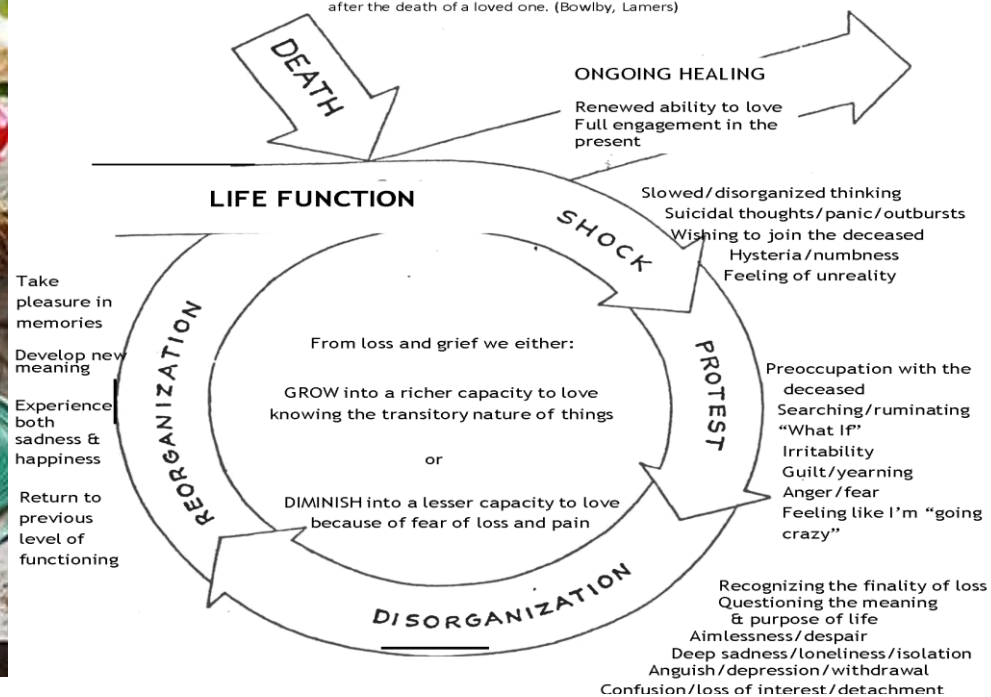 after the death of a loved one. (Bowlby, Lamers)
DEATH
ONGOING HEALING
Renewed ability to love
Full engagement in the
present
LIFE FUNCTION
SHOCK
Slowed/disorganized thinking
Suicidal thoughts/panic/outbursts
Wishing to join the deceased
Hysteria/numbness
Feeling of unreality
PROTEST
Preoccupation with the
deceased
Searching/ruminating
“What If”
Irritability
Guilt/yearning
Anger/fear
Feeling like I’m “going
crazy”
DISORGANIZATION
Recognizing the finality of loss
Questioning the meaning
& purpose of life
Aimlessness/despair
Deep sadness/loneliness/isolation
Anguish/depression/withdrawal
Confusion/loss of interest/detachment
REORGANIZATION
Take
pleasure in
memories
Develop new
meaning
Experience
both
sadness &
happiness
Return to
previous
level of
functioning
From loss and grief we either:
GROW into a richer capacity to love
knowing the transitory nature of things
or
DIMINISH into a lesser capacity to love
because of fear of loss and pain